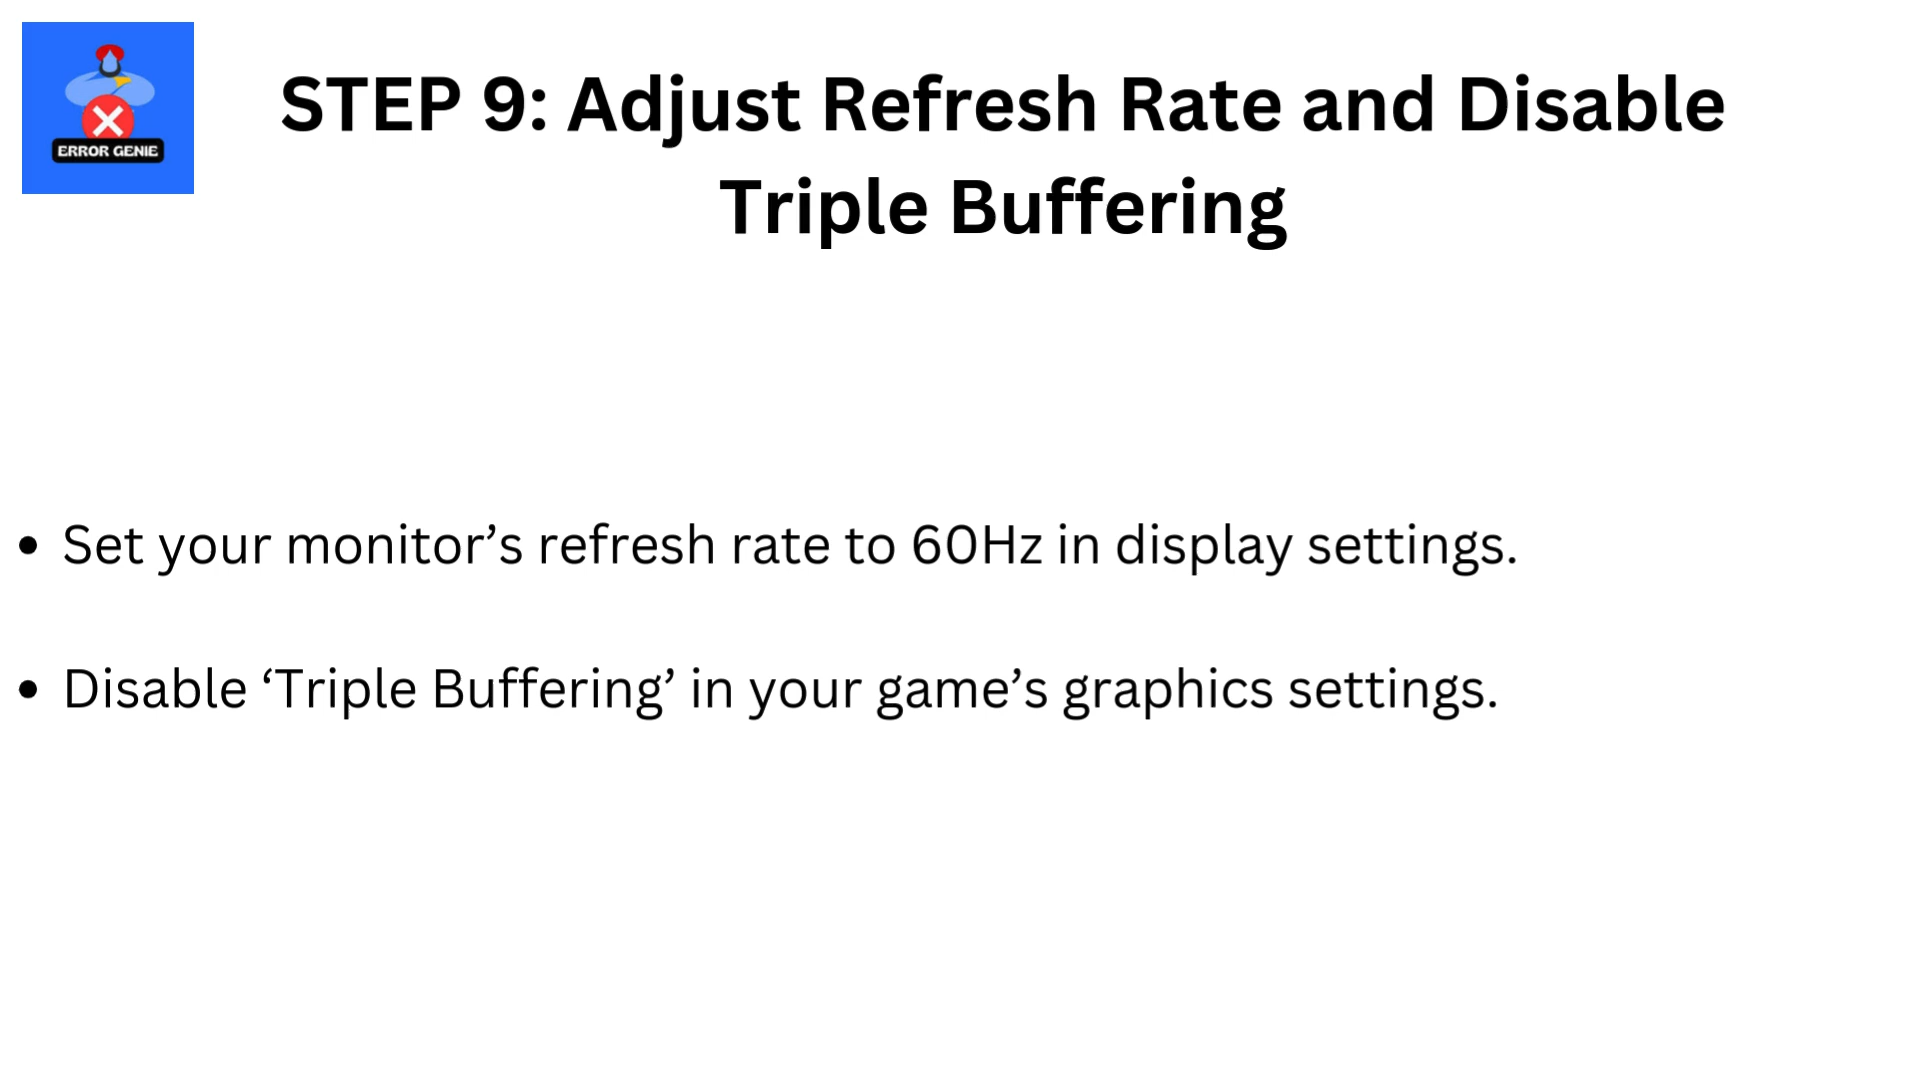 ERROR GENIE
STEP 9: Adjust Refresh Rate and Disable
Triple Buffering
• Set your monitor’s refresh rate to 60Hz in display settings.
• Disable ‘Triple Buffering’ in your game’s graphics settings.